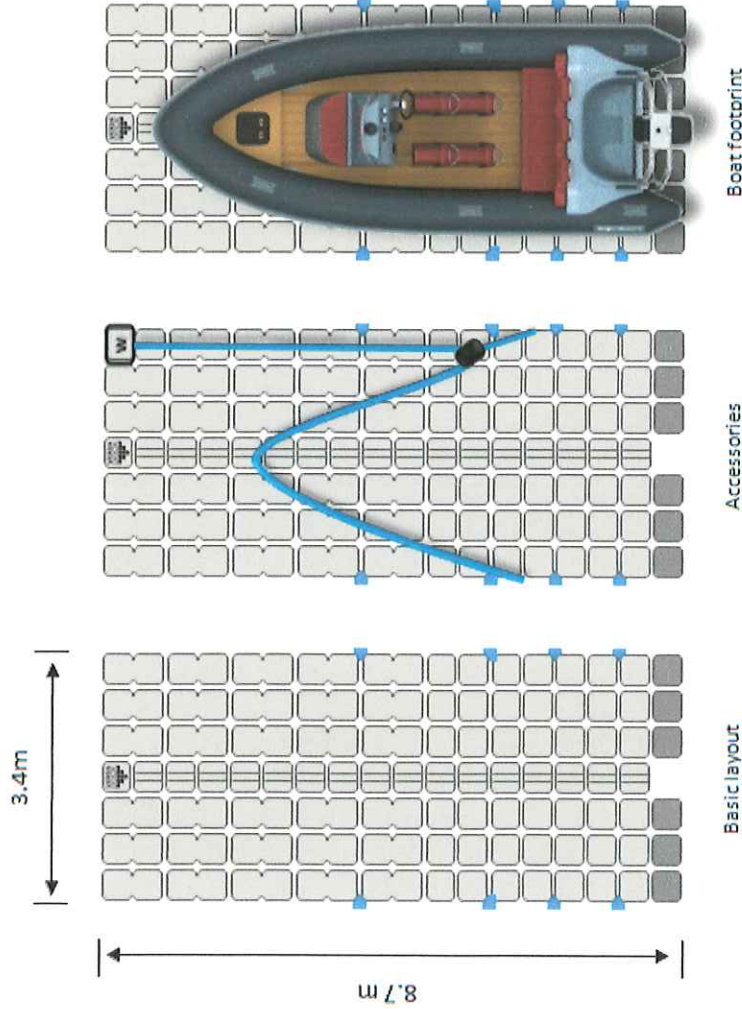 3.4m
8.7 m
W
Basic layout
Accessories
Boat footprint